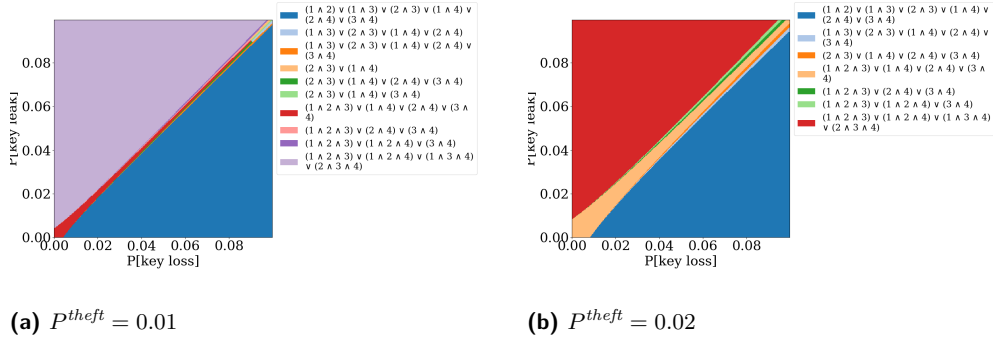 P[key leak]
0.08
0.06
0.04
0.02
0.00
0.00 0.02 0.04 0.06 0.08
P[key loss]
(1 ∧ 2) ∨ (1 ∧ 3) ∨ (2 ∧ 3) ∨ (1 ∧ 4) ∨
(2 ∧ 4) ∨ (3 ∧ 4)
(1 ∧ 3) ∨ (2 ∧ 3) ∨ (1 ∧ 4) ∨ (2 ∧ 4)
(1 ∧ 3) ∨ (2 ∧ 3) ∨ (1 ∧ 4) ∨ (2 ∧ 4) ∨
(3 ∧ 4)
(2 ∧ 3) ∨ (1 ∧ 4)
(2 ∧ 3) ∨ (1 ∧ 4) ∨ (2 ∧ 4) ∨ (3 ∧ 4)
(2 ∧ 3) ∨ (1 ∧ 4) ∨ (3 ∧ 4)
(1 ∧ 2 ∧ 3) ∨ (1 ∧ 4) ∨ (2 ∧ 4) ∨ (3 ∧
4)
(1 ∧ 2 ∧ 3) ∨ (2 ∧ 4) ∨ (3 ∧ 4)
(1 ∧ 2 ∧ 3) ∨ (1 ∧ 2 ∧ 4) ∨ (3 ∧ 4)
(1 ∧ 2 ∧ 3) ∨ (1 ∧ 2 ∧ 4) ∨ (1 ∧ 3 ∧ 4)
∨ (2 ∧ 3 ∧ 4)
(a) P^theft = 0.01
P[key leak]
0.08
0.06
0.04
0.02
0.00
0.00 0.02 0.04 0.06 0.08
P[key loss]
(1 ∧ 2) ∨ (1 ∧ 3) ∨ (2 ∧ 3) ∨ (1 ∧ 4) ∨
(2 ∧ 4) ∨ (3 ∧ 4)
(1 ∧ 3) ∨ (2 ∧ 3) ∨ (1 ∧ 4) ∨ (2 ∧ 4) ∨
(3 ∧ 4)
(2 ∧ 3) ∨ (1 ∧ 4) ∨ (2 ∧ 4) ∨ (3 ∧ 4)
(1 ∧ 2 ∧ 3) ∨ (1 ∧ 4) ∨ (2 ∧ 4) ∨ (3 ∧
4)
(1 ∧ 2 ∧ 3) ∨ (2 ∧ 4) ∨ (3 ∧ 4)
(1 ∧ 2 ∧ 3) ∨ (1 ∧ 2 ∧ 4) ∨ (3 ∧ 4)
(1 ∧ 2 ∧ 3) ∨ (1 ∧ 2 ∧ 4) ∨ (1 ∧ 3 ∧ 4)
∨ (2 ∧ 3 ∧ 4)
(b) P^theft = 0.02